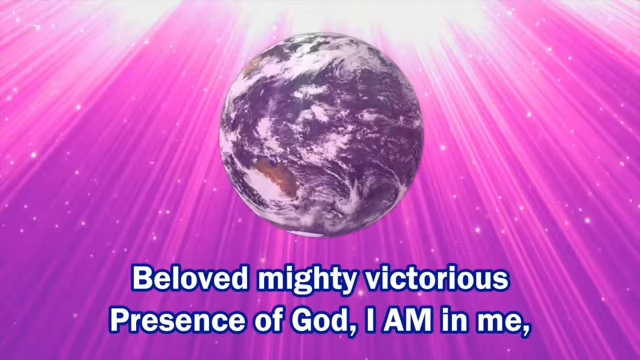 Beloved mighty victorious
Presence of God, I AM in me,